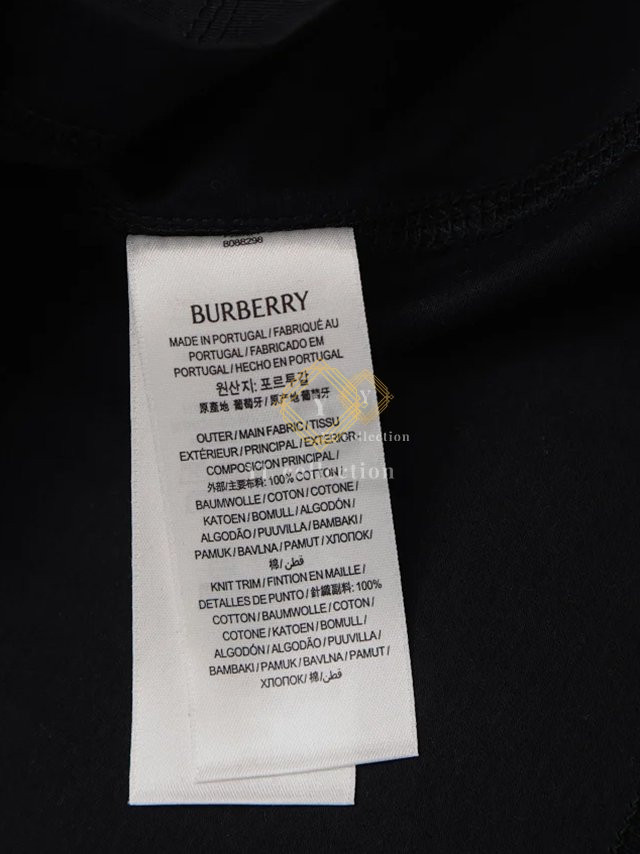 8088298
BURBERRY
MADE IN PORTUGAL / FABRIQUÉ AU
PORTUGAL / FABRICADO EM
PORTUGAL / HECHO EN PORTUGAL
원산지: 포르투갈
原產地 葡萄牙 / 原产地 葡萄牙
Y Y
collection
OUTER / MAIN FABRIC / TISSU
EXTÉRIEUR / PRINCIPAL / EXTERIOR
COMPOSICION PRINCIPAL /
外部/主要布料: 100% COTTON /
collection
BAUMWOLLE / COTON / COTONE /
KATOEN / BOMULL / ALGODÓN /
ALGODÃO / PUUVILLA / BAMBAKI /
PAMUK / BAVLNA / PAMUT / ХЛОПОК /
棉/قطن
KNIT TRIM / FINTION EN MAILLE /
DETALLES DE PUNTO / 針織副料: 100%
COTTON / BAUMWOLLE / COTON /
COTONE / KATOEN / BOMULL /
ALGODÓN / ALGODÃO / PUUVILLA /
BAMBAKI / PAMUK / BAVLNA / PAMUT /
ХЛОПОК / 棉/قطن